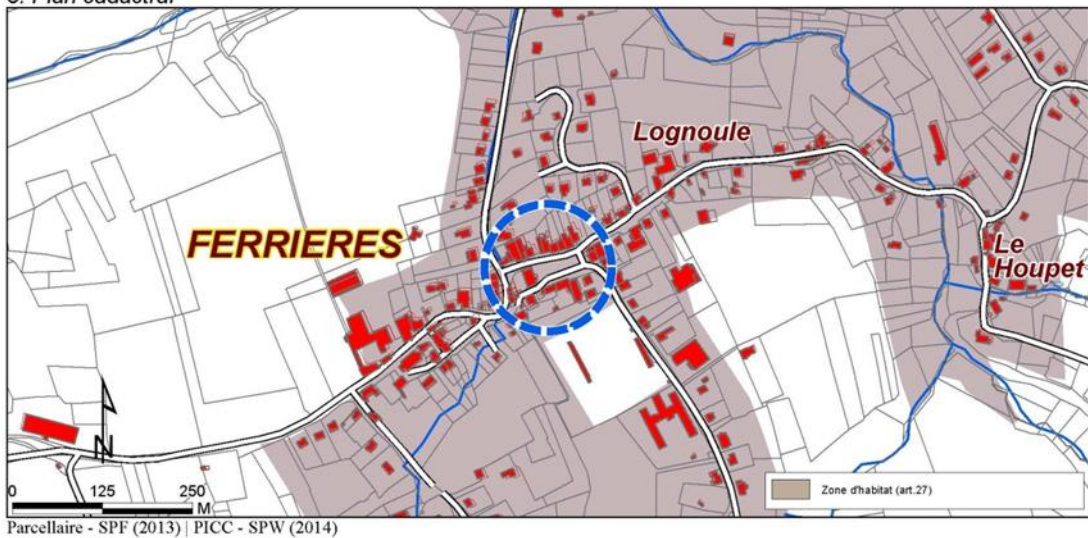 Lognoule
FERRIERES
Le
Houpet
N
0 125 250
M
Zone d'habitat (art.27)
Parcellaire - SPF (2013) | PICC - SPW (2014)